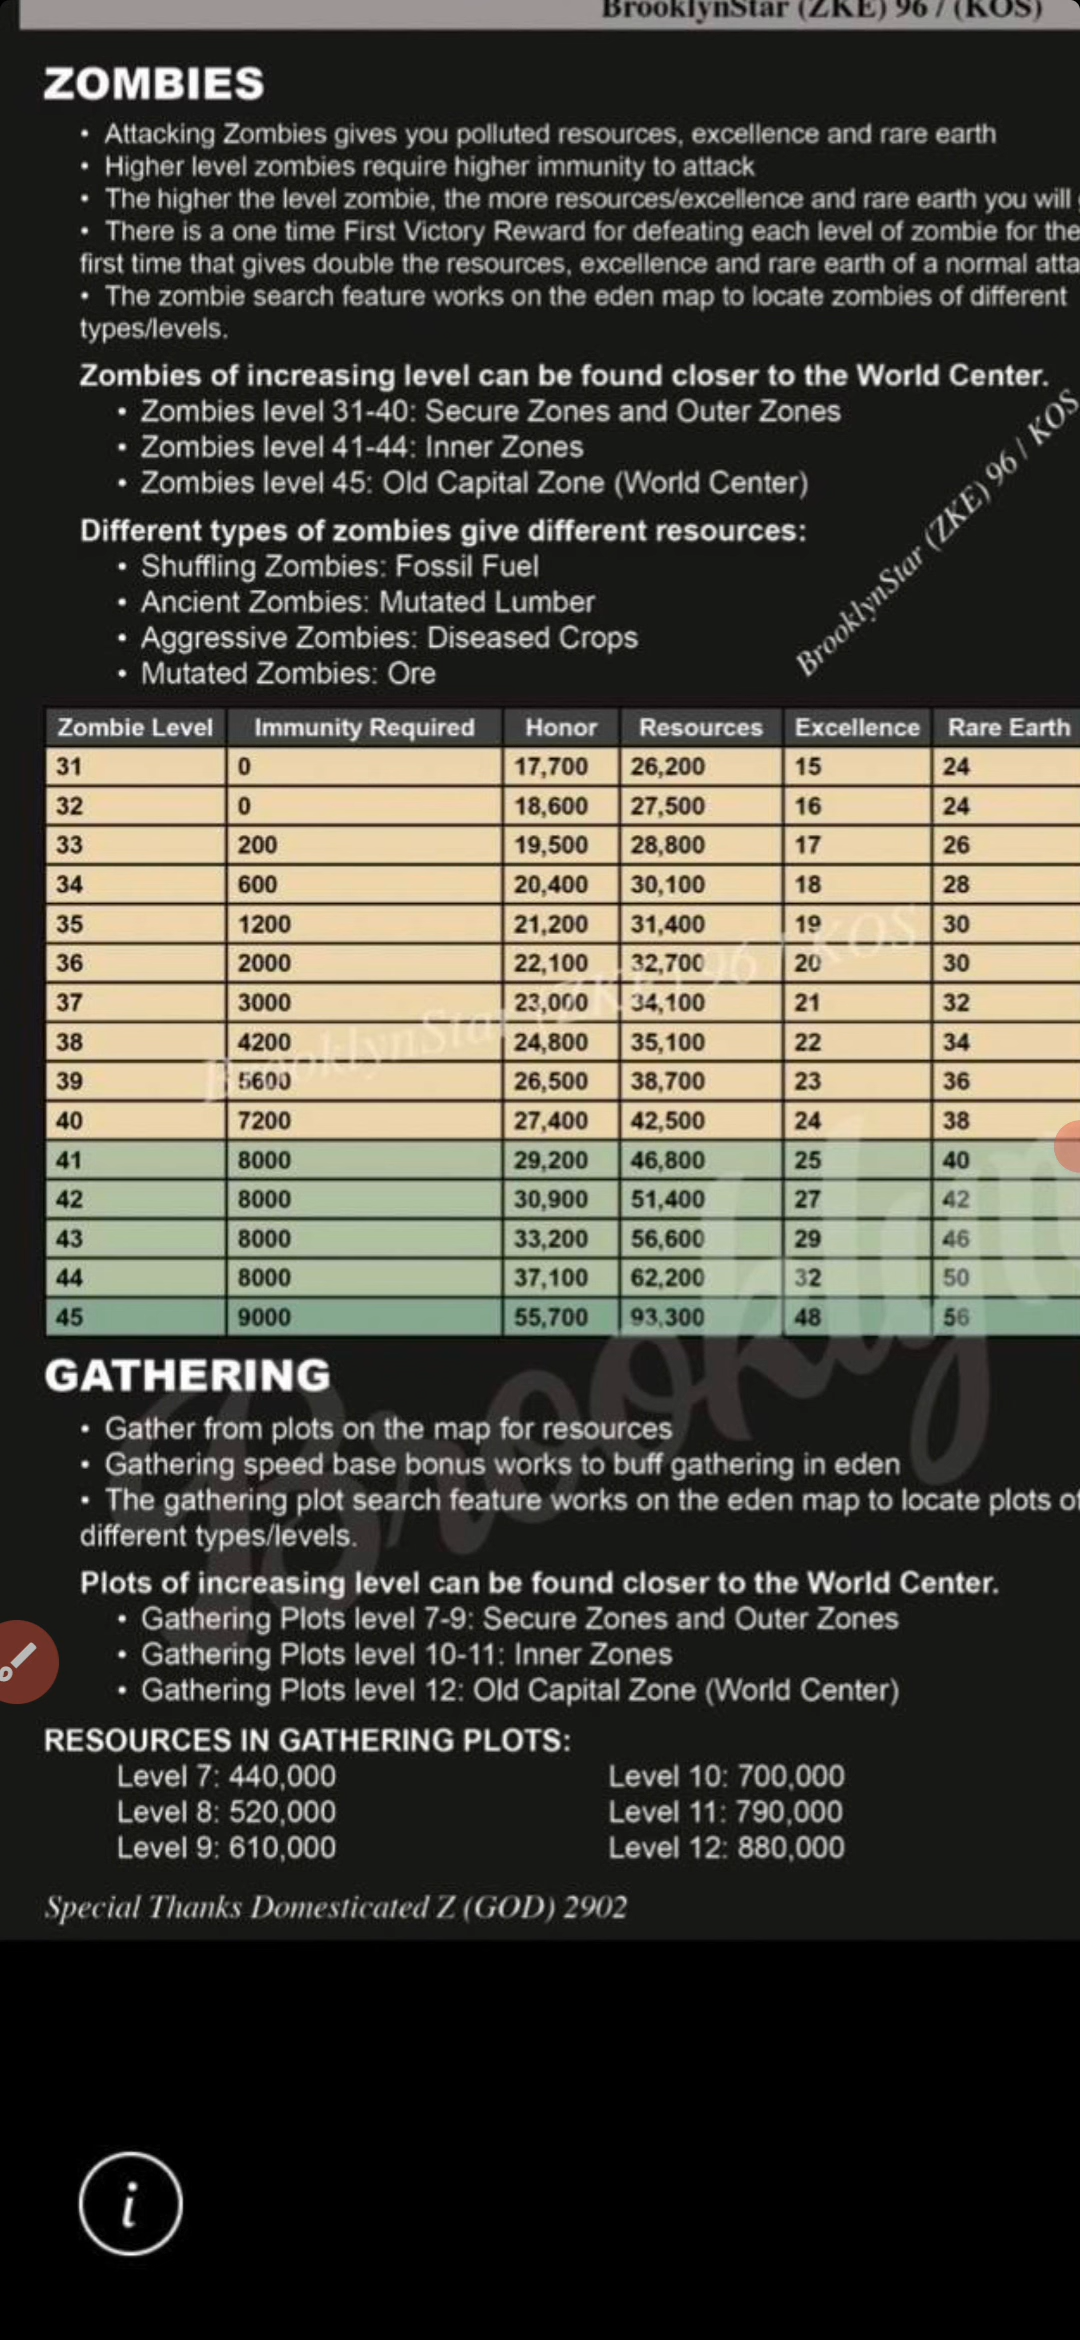 BrooklynStar (ZKE) 96 / (KOS)
ZOMBIES
• Attacking Zombies gives you polluted resources, excellence and rare earth
• Higher level zombies require higher immunity to attack
• The higher the level zombie, the more resources/excellence and rare earth you will
• There is a one time First Victory Reward for defeating each level of zombie for the
first time that gives double the resources, excellence and rare earth of a normal atta
• The zombie search feature works on the eden map to locate zombies of different
types/levels.
Zombies of increasing level can be found closer to the World Center.
• Zombies level 31-40: Secure Zones and Outer Zones
• Zombies level 41-44: Inner Zones
• Zombies level 45: Old Capital Zone (World Center)
BrooklynStar (ZKE) 96 / KOS
Different types of zombies give different resources:
• Shuffling Zombies: Fossil Fuel
• Ancient Zombies: Mutated Lumber
• Aggressive Zombies: Diseased Crops
• Mutated Zombies: Ore
Zombie Level Immunity Required Honor Resources Excellence Rare Earth
31 0 17,700 26,200 15 24
32 0 18,600 27,500 16 24
33 200 19,500 28,800 17 26
34 600 20,400 30,100 18 28
35 1200 21,200 31,400 19 30
36 2000 22,100 32,700 20 30
37 3000 23,000 34,100 21 32
38 4200 24,800 35,100 22 34
39 5600 26,500 38,700 23 36
40 7200 27,400 42,500 24 38
41 8000 29,200 46,800 25 40
42 8000 30,900 51,400 27 42
43 8000 33,200 56,600 29 46
44 8000 37,100 62,200 32 50
45 9000 55,700 93,300 48 56
BrooklynStar (ZKE) 96 / KOS
Brooklyn
GATHERING
• Gather from plots on the map for resources
• Gathering speed base bonus works to buff gathering in eden
• The gathering plot search feature works on the eden map to locate plots of
different types/levels.
Plots of increasing level can be found closer to the World Center.
• Gathering Plots level 7-9: Secure Zones and Outer Zones
• Gathering Plots level 10-11: Inner Zones
• Gathering Plots level 12: Old Capital Zone (World Center)
RESOURCES IN GATHERING PLOTS:
Level 7: 440,000 Level 10: 700,000
Level 8: 520,000 Level 11: 790,000
Level 9: 610,000 Level 12: 880,000
Special Thanks Domesticated Z (GOD) 2902
i